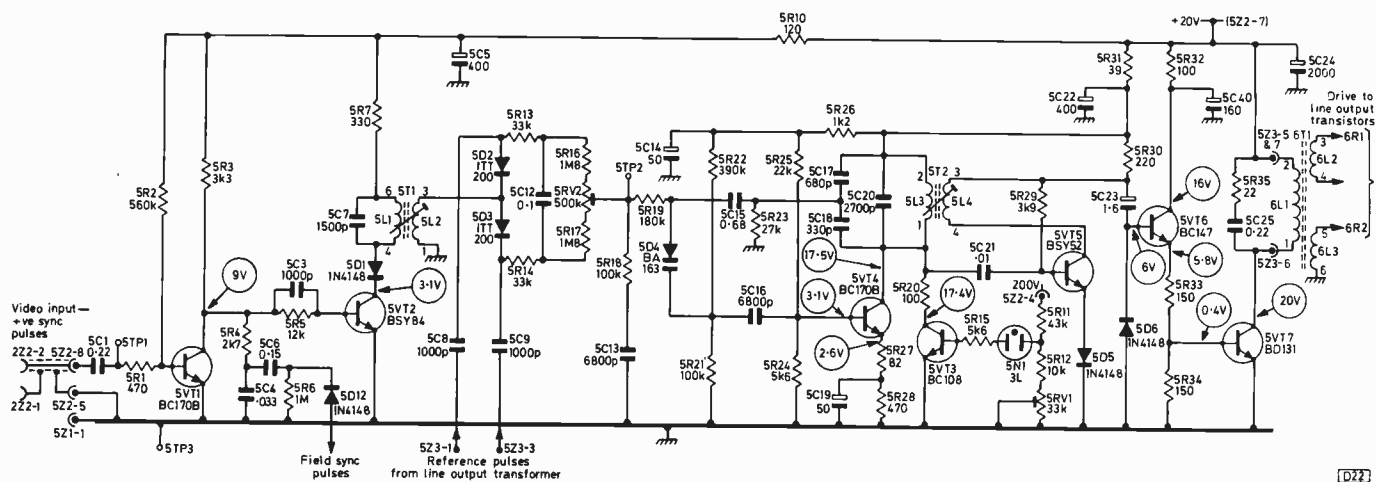 5R10
120
+20V
(5Z2-7)
5C5
400
5R31
39
5R32
100
5C24
2000
5C22
400
5C40
160
Drive to
line output
transistors
5R7
330
5R13
33k
5R26
1k2
5R2
560k
5R3
3k3
5D2
ITT
200
5R16
1M8
5TP2
5C14
50
5R22
390k
5R25
22k
5C17
680p
5R30
220
5Z3-5
& 7
6T1
6R1
5C7
1500p
6
5T1
3
5L1
5L2
4
1
5C12
0·1
5RV2
500k
5R19
180k
5C20
2700p
2
5T2
3
5L3
5L4
1
4
5R29
3k9
5C23
1·6
16V
5R35
22
2
3
6L2
4
6L1
5C15
0·68
5R23
27k
5C18
330p
5D3
ITT
200
5R17
1M8
5VT6
BC147
5C25
0·22
1
5
6L3
6
6R2
5D1
1N4148
5R14
33k
5R18
100k
5D4
BA
163
17·5V
5C21
·01
5VT5
BSY52
6V
5·8V
5Z3-6
9V
5C3
1000p
3·1V
5VT4
BC170B
5R20
100
17·4V
200V
5Z2-4
5R33
150
20V
5R5
12k
5VT2
BSY84
5C16
6800p
3·1V
5R15
5k6
5R11
43k
0·4V
Video input—
+ve sync
pulses
2Z2-2
5Z2-8
5C1
0·22
5TP1
5R4
2k7
5C6
0·15
5C8
1000p
5C9
1000p
5C13
6800p
2·6V
5R27
82
5N1
3L
5R12
10k
5D6
1N4148
5VT7
BD131
5R1
470
5VT1
BC170B
5C4
·033
5R6
1M
5D12
1N4148
5R21
100k
5R24
5k6
5C19
50
5R28
470
5VT3
BC108
5RV1
33k
5D5
1N4148
5R34
150
2Z2-1
5Z2-5
5Z1-1
5TP3
Field sync
pulses
5Z3-1
5Z3-3
Reference pulses
from line output transformer
D22